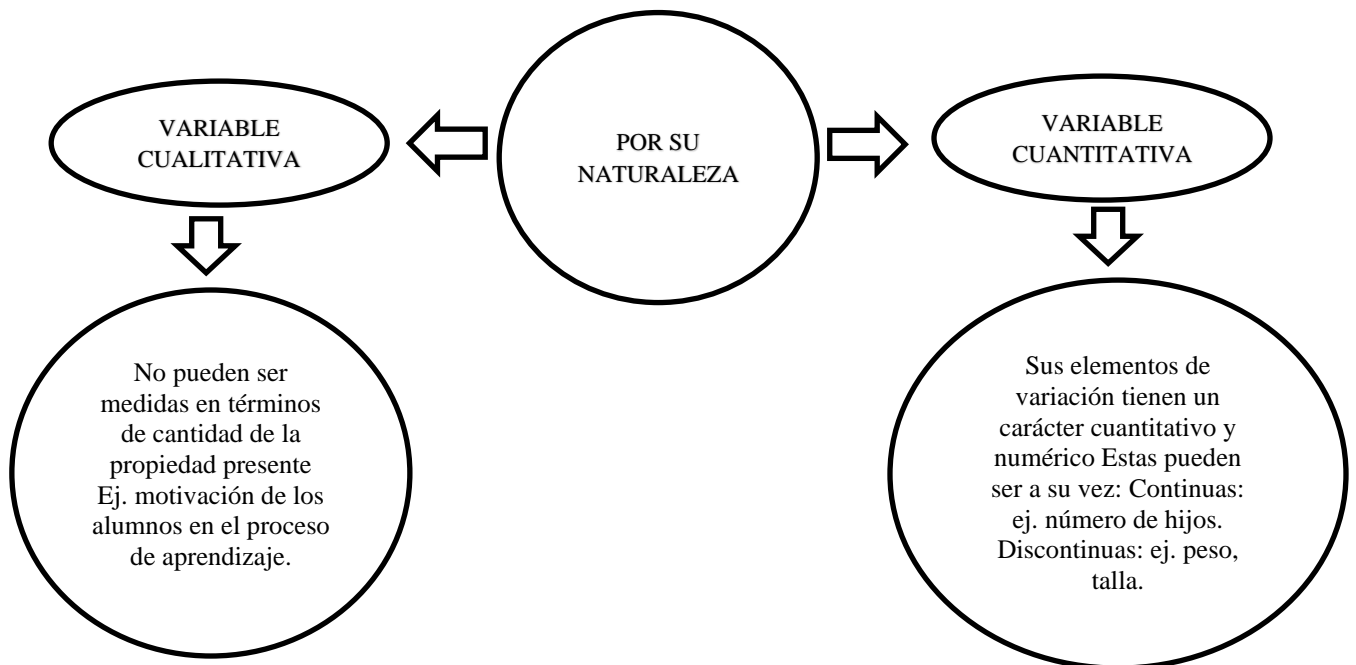 VARIABLE
CUALITATIVA
POR SU
NATURALEZA
VARIABLE
CUANTITATIVA
No pueden ser
medidas en términos
de cantidad de la
propiedad presente
Ej. motivación de los
alumnos en el proceso
de aprendizaje.
Sus elementos de
variación tienen un
carácter cuantitativo y
numérico Estas pueden
ser a su vez: Continuas:
ej. número de hijos.
Discontinuas: ej. peso,
talla.